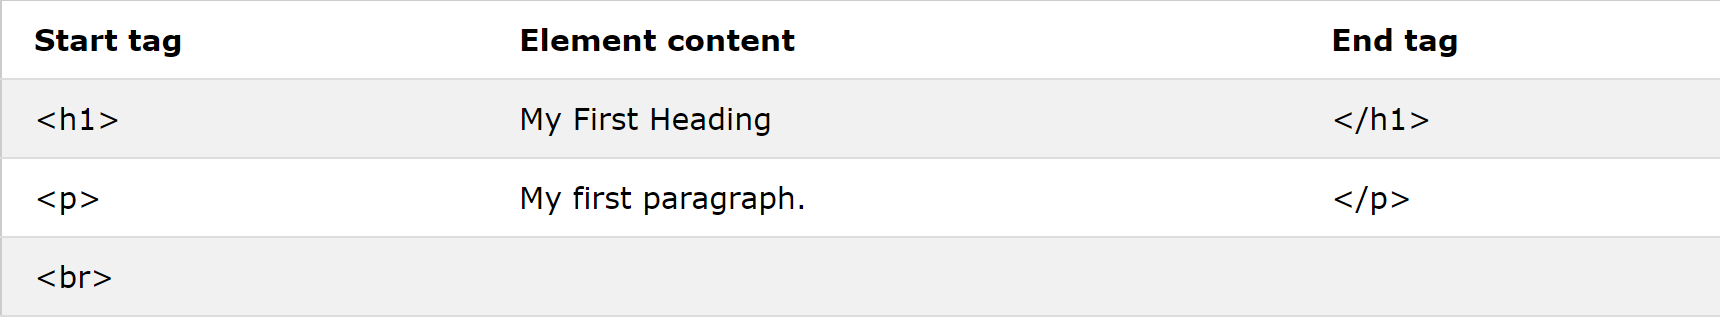 Start tag Element content End tag
<h1> My First Heading </h1>
<p> My first paragraph. </p>
<br>